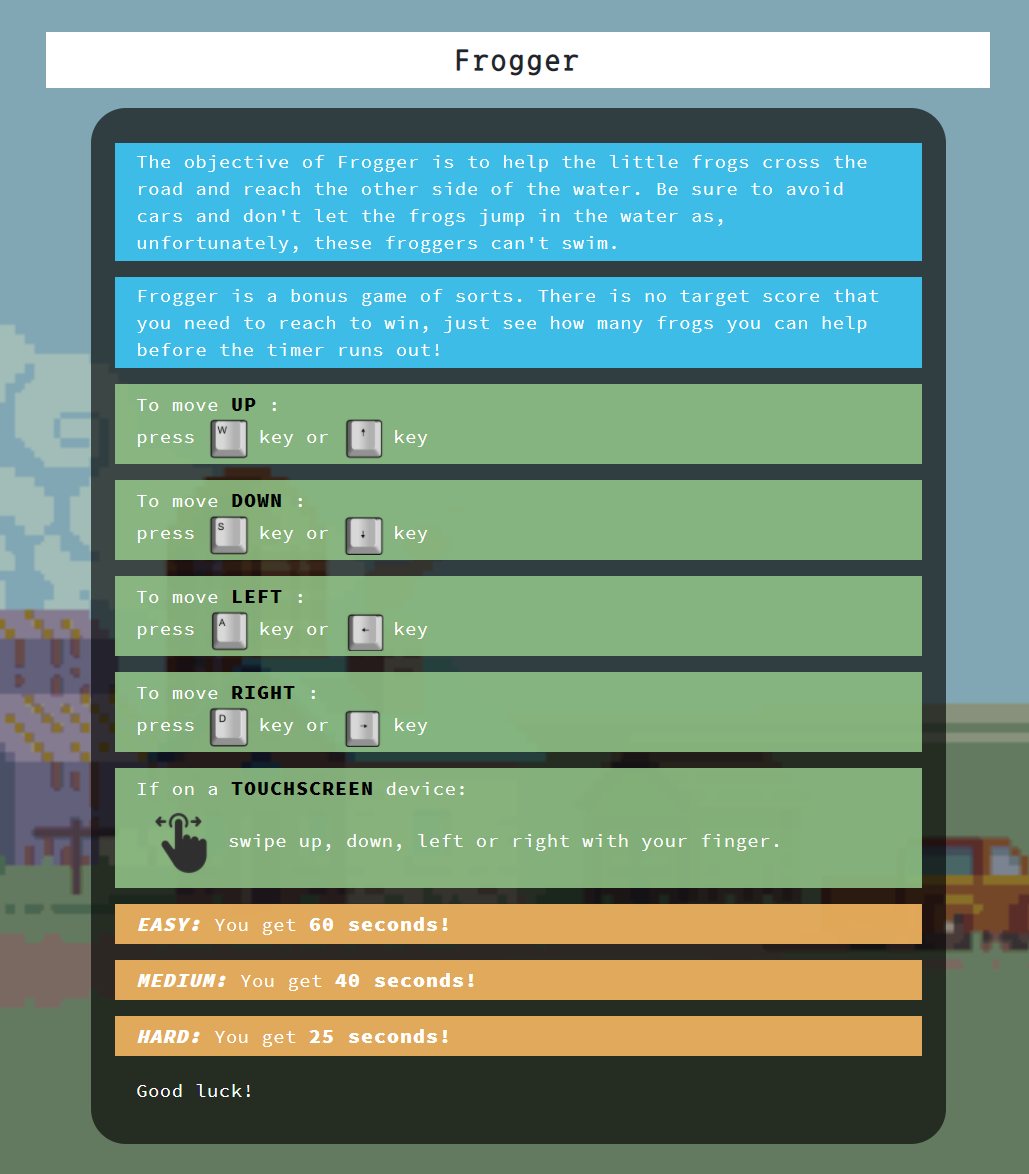 Frogger
The objective of Frogger is to help the little frogs cross the
road and reach the other side of the water. Be sure to avoid
cars and don't let the frogs jump in the water as,
unfortunately, these froggers can't swim.
Frogger is a bonus game of sorts. There is no target score that
you need to reach to win, just see how many frogs you can help
before the timer runs out!
To move UP :
press W key or ↑ key
To move DOWN :
press S key or ↓ key
To move LEFT :
press A key or ← key
To move RIGHT :
press D key or → key
If on a TOUCHSCREEN device:
swipe up, down, left or right with your finger.
EASY: You get 60 seconds!
MEDIUM: You get 40 seconds!
HARD: You get 25 seconds!
Good luck!